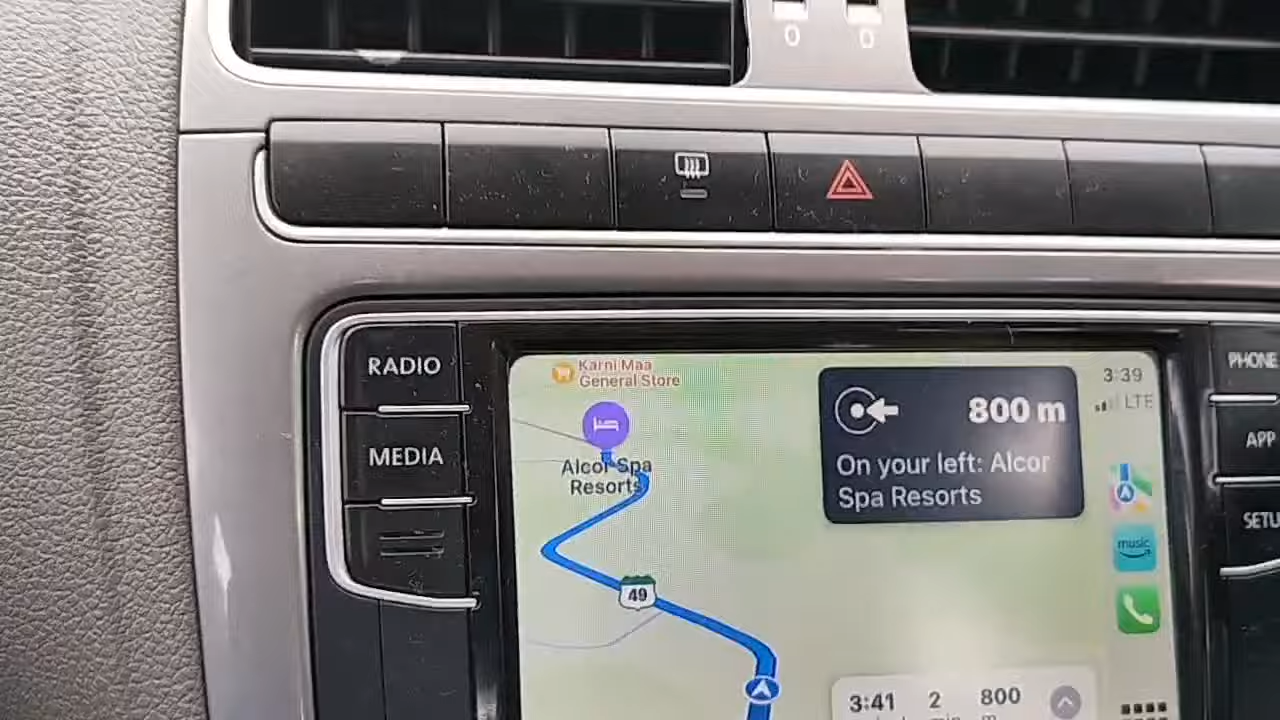 0 0
RADIO
MEDIA
Karni Maa
General Store
Alcor Spa
Resorts
49
800 m
On your left: Alcor
Spa Resorts
3:39
LTE
music
3:41 2 800
min m
PHONE
APP